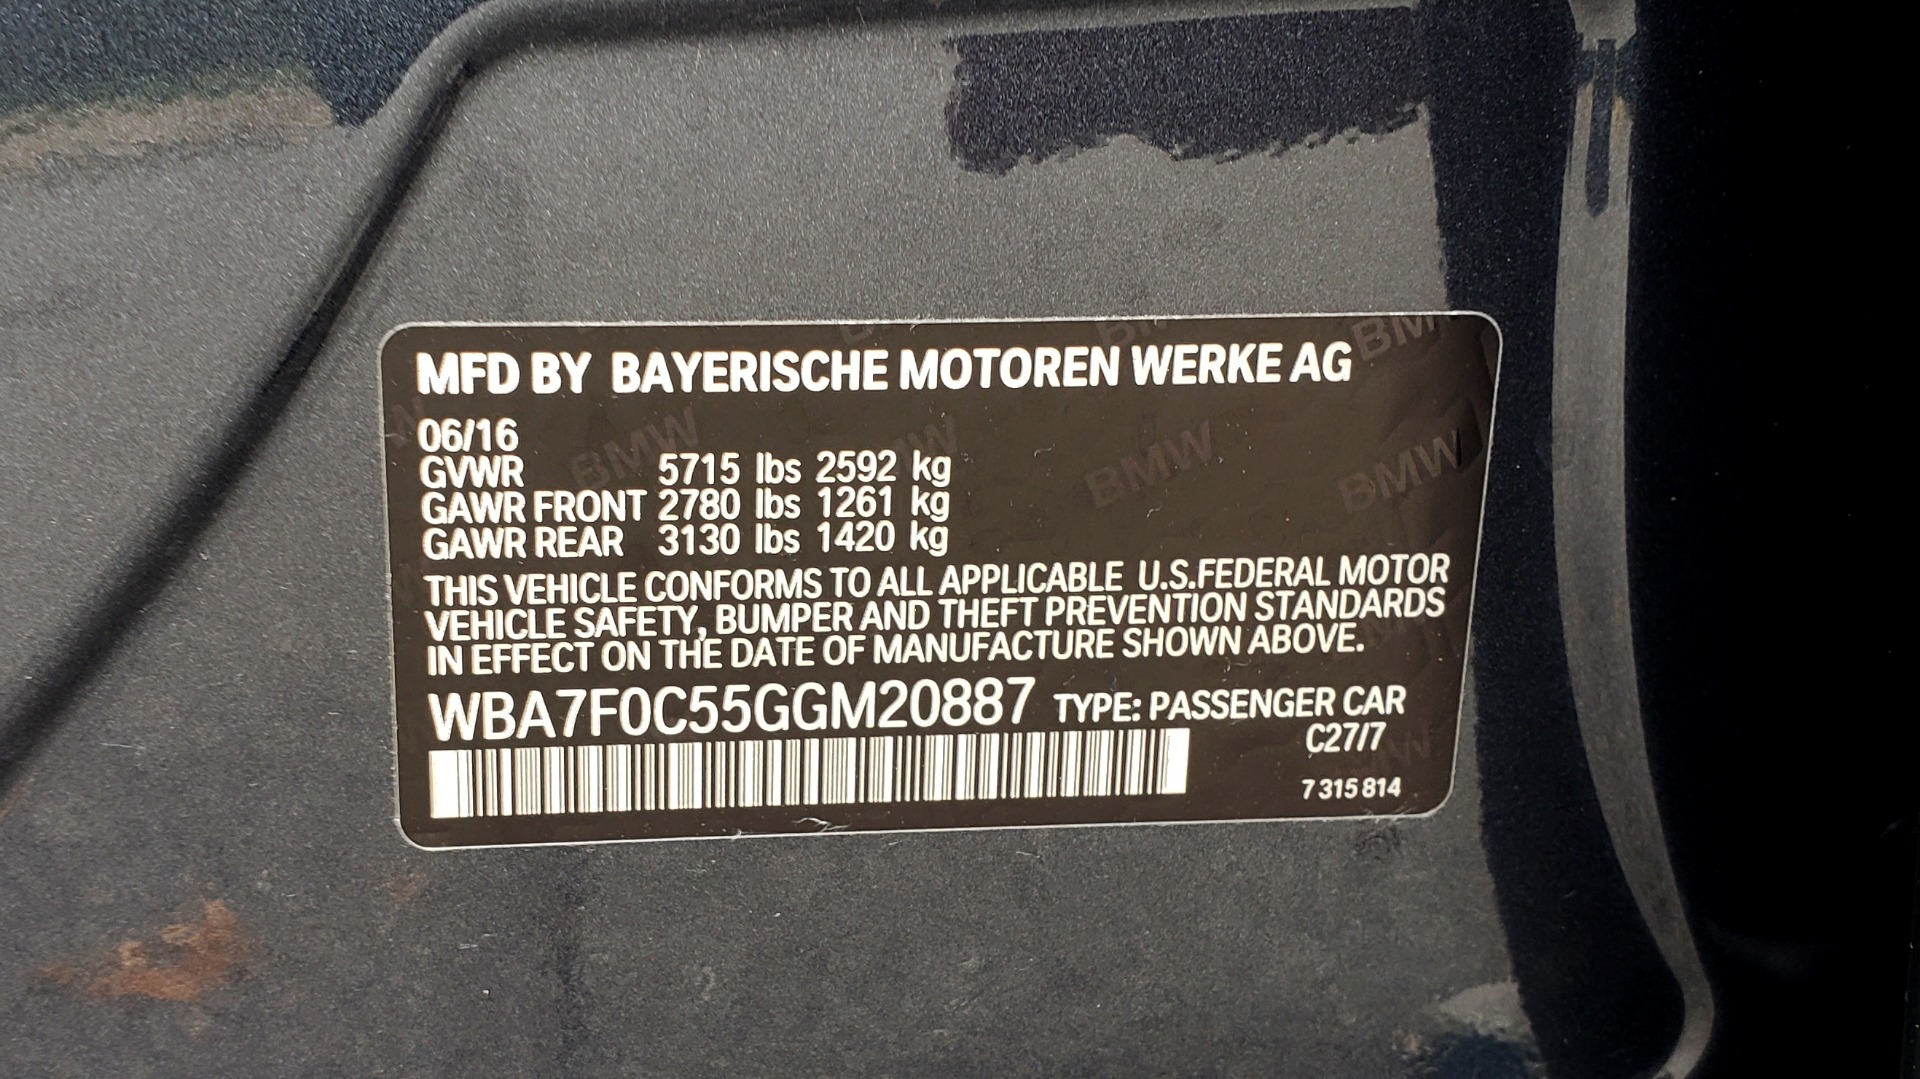 MFD BY BAYERISCHE MOTOREN WERKE AG
06/16
GVWR 5715 lbs 2592 kg
GAWR FRONT 2780 lbs 1261 kg
GAWR REAR 3130 lbs 1420 kg
THIS VEHICLE CONFORMS TO ALL APPLICABLE U.S.FEDERAL MOTOR
VEHICLE SAFETY, BUMPER AND THEFT PREVENTION STANDARDS
IN EFFECT ON THE DATE OF MANUFACTURE SHOWN ABOVE.
WBA7F0C55GGM20887 TYPE: PASSENGER CAR
C27/7
7 315 814